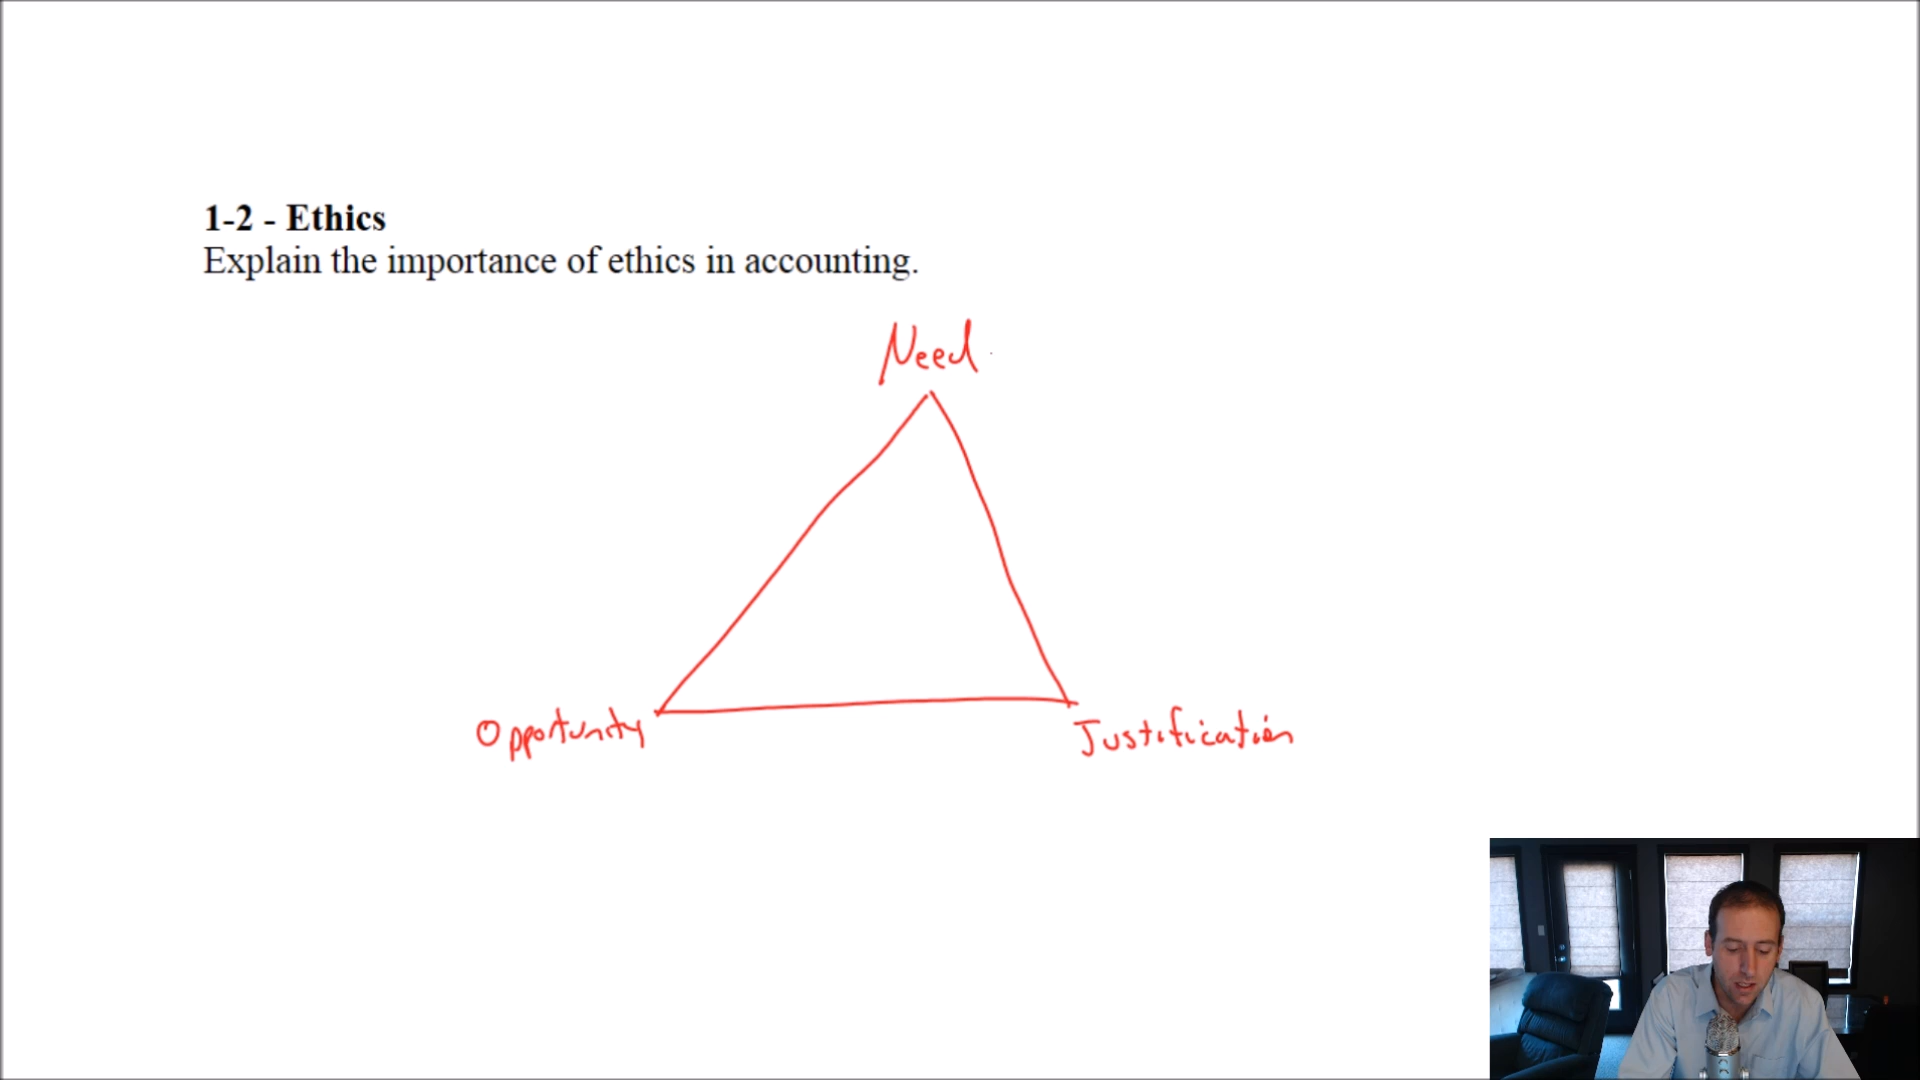 1-2 - Ethics
Explain the importance of ethics in accounting.
Need
Opportunity
Justification